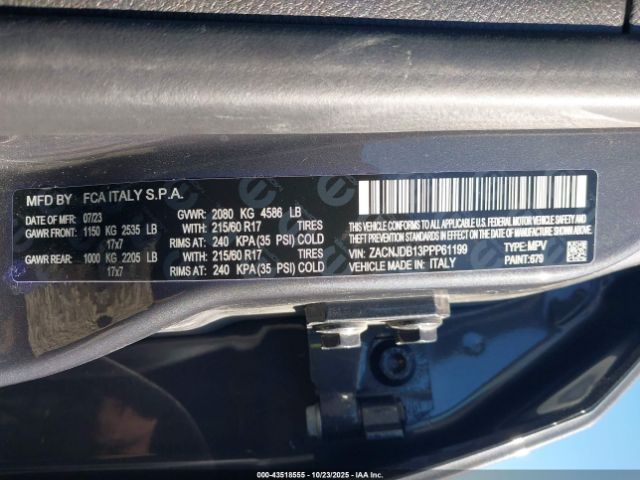 MFD BY FCA ITALY S.P.A.
DATE OF MFD: 07/23 GVWR: 2080 KG 4586 LB
GAWR FRONT: 1150 KG 2535 LB WITH: 215/60 R17 TIRES
17x7 RIMS AT: 240 KPA(35 PSI) COLD
GAWR REAR: 1000 KG 2205 LB WITH: 215/60 R17 TIRES
17x7 RIMS AT: 240 KPA(35 PSI) COLD
THIS VEHICLE CONFORMS TO ALL APPLICABLE
U.S.A. FEDERAL MOTOR VEHICLE SAFETY, BUMPER, AND
THEFT PREVENTION STANDARDS IN EFFECT ON THE DATE OF
MANUFACTURE SHOWN ABOVE.
VIN: ZACNJDB13PPP61199 TYPE: MPV
VEHICLE MADE IN: ITALY PAINT: 679
000-43518555 - 10/23/2025 - IAA Inc.